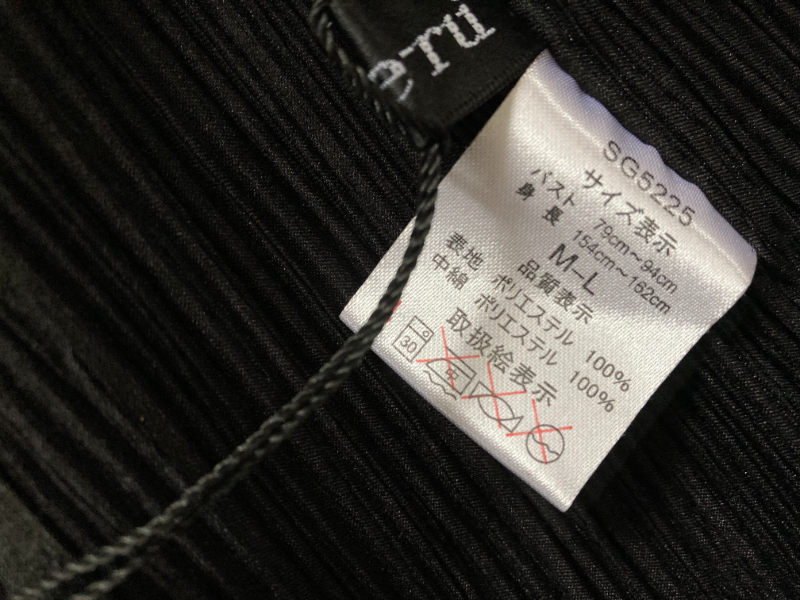 e-ru
SG5225
サイズ表示
バスト 79cm～94cm
身長 154cm～162cm
M-L
品質表示
表地 ポリエステル 100%
中綿 ポリエステル 100%
取扱絵表示
30